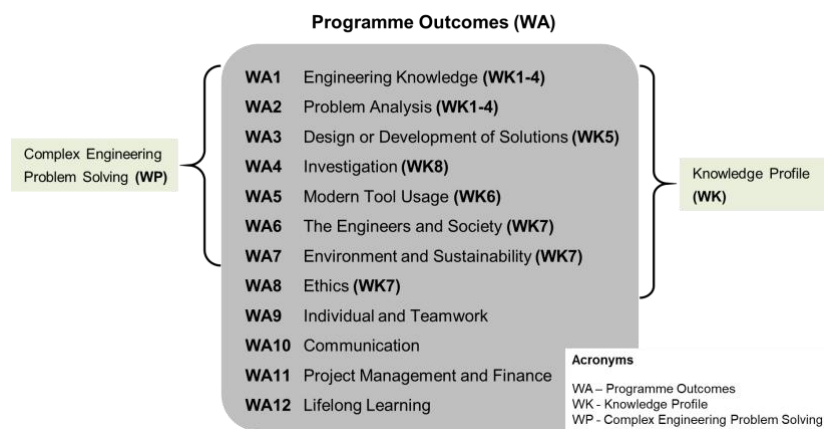 Programme Outcomes (WA)
WA1 Engineering Knowledge (WK1-4)
WA2 Problem Analysis (WK1-4)
WA3 Design or Development of Solutions (WK5)
WA4 Investigation (WK8)
WA5 Modern Tool Usage (WK6)
WA6 The Engineers and Society (WK7)
WA7 Environment and Sustainability (WK7)
WA8 Ethics (WK7)
WA9 Individual and Teamwork
WA10 Communication
WA11 Project Management and Finance
WA12 Lifelong Learning
Complex Engineering
Problem Solving (WP)
Knowledge Profile
(WK)
Acronyms
WA – Programme Outcomes
WK - Knowledge Profile
WP - Complex Engineering Problem Solving